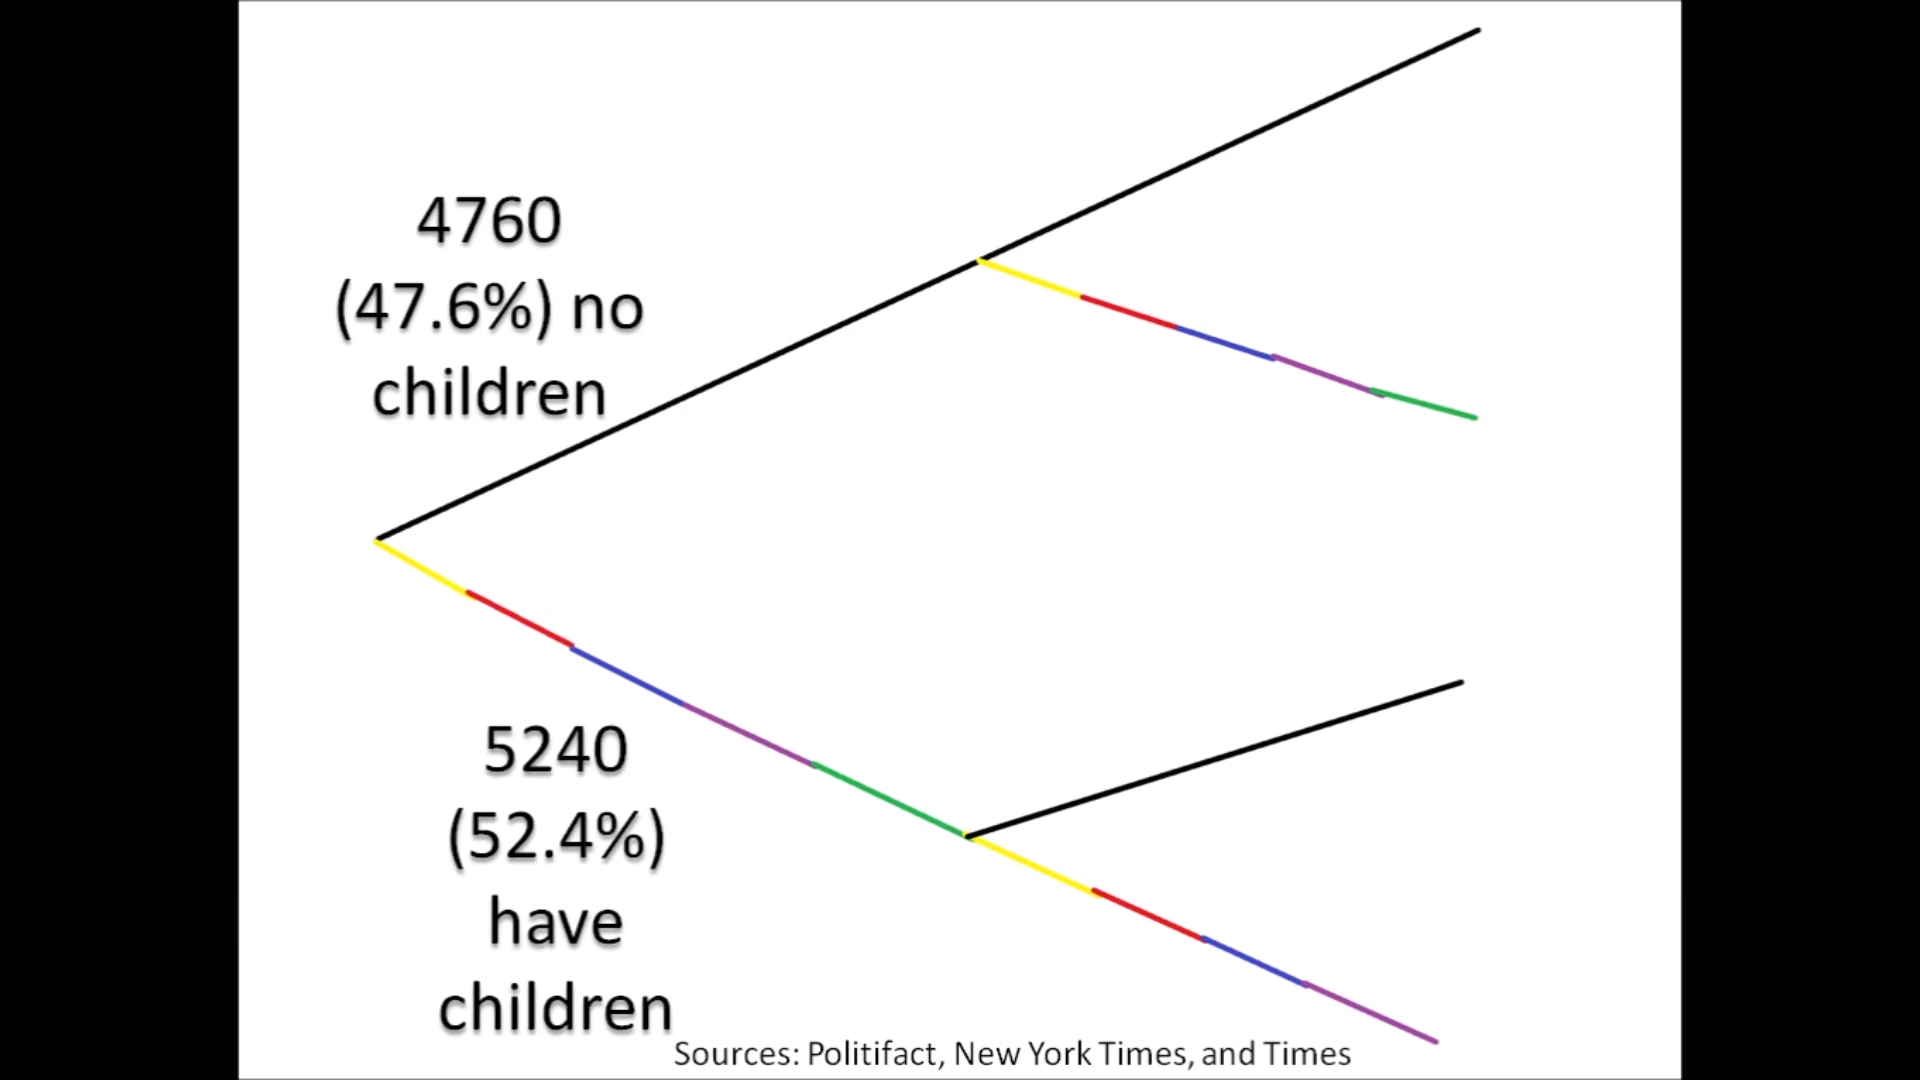 4760
(47.6%) no
children
5240
(52.4%)
have
children
Sources: Politifact, New York Times, and Times